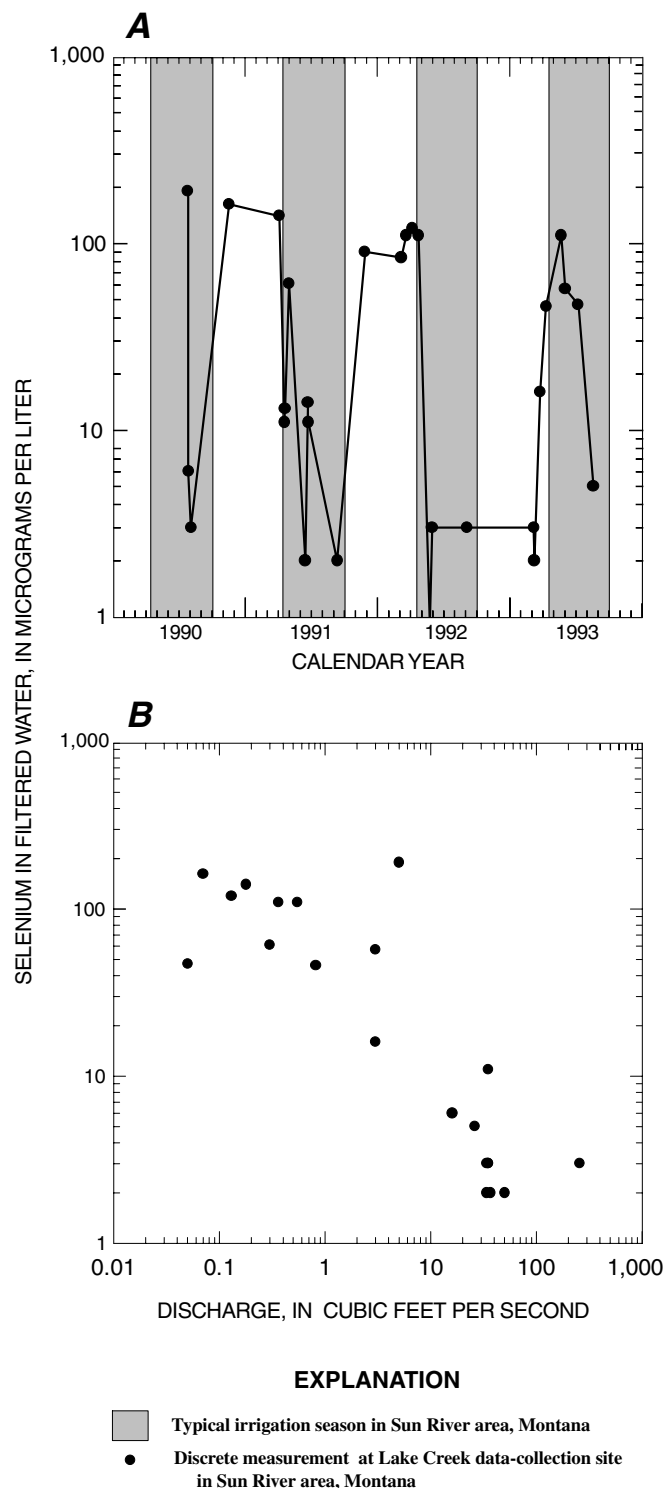 A
1,000
100
10
1
1990 1991 1992 1993
CALENDAR YEAR
SELENIUM IN FILTERED WATER, IN MICROGRAMS PER LITER
B
1,000
100
10
1
0.01 0.1 1 10 100 1,000
DISCHARGE, IN CUBIC FEET PER SECOND
EXPLANATION
Typical irrigation season in Sun River area, Montana
Discrete measurement at Lake Creek data-collection site
in Sun River area, Montana